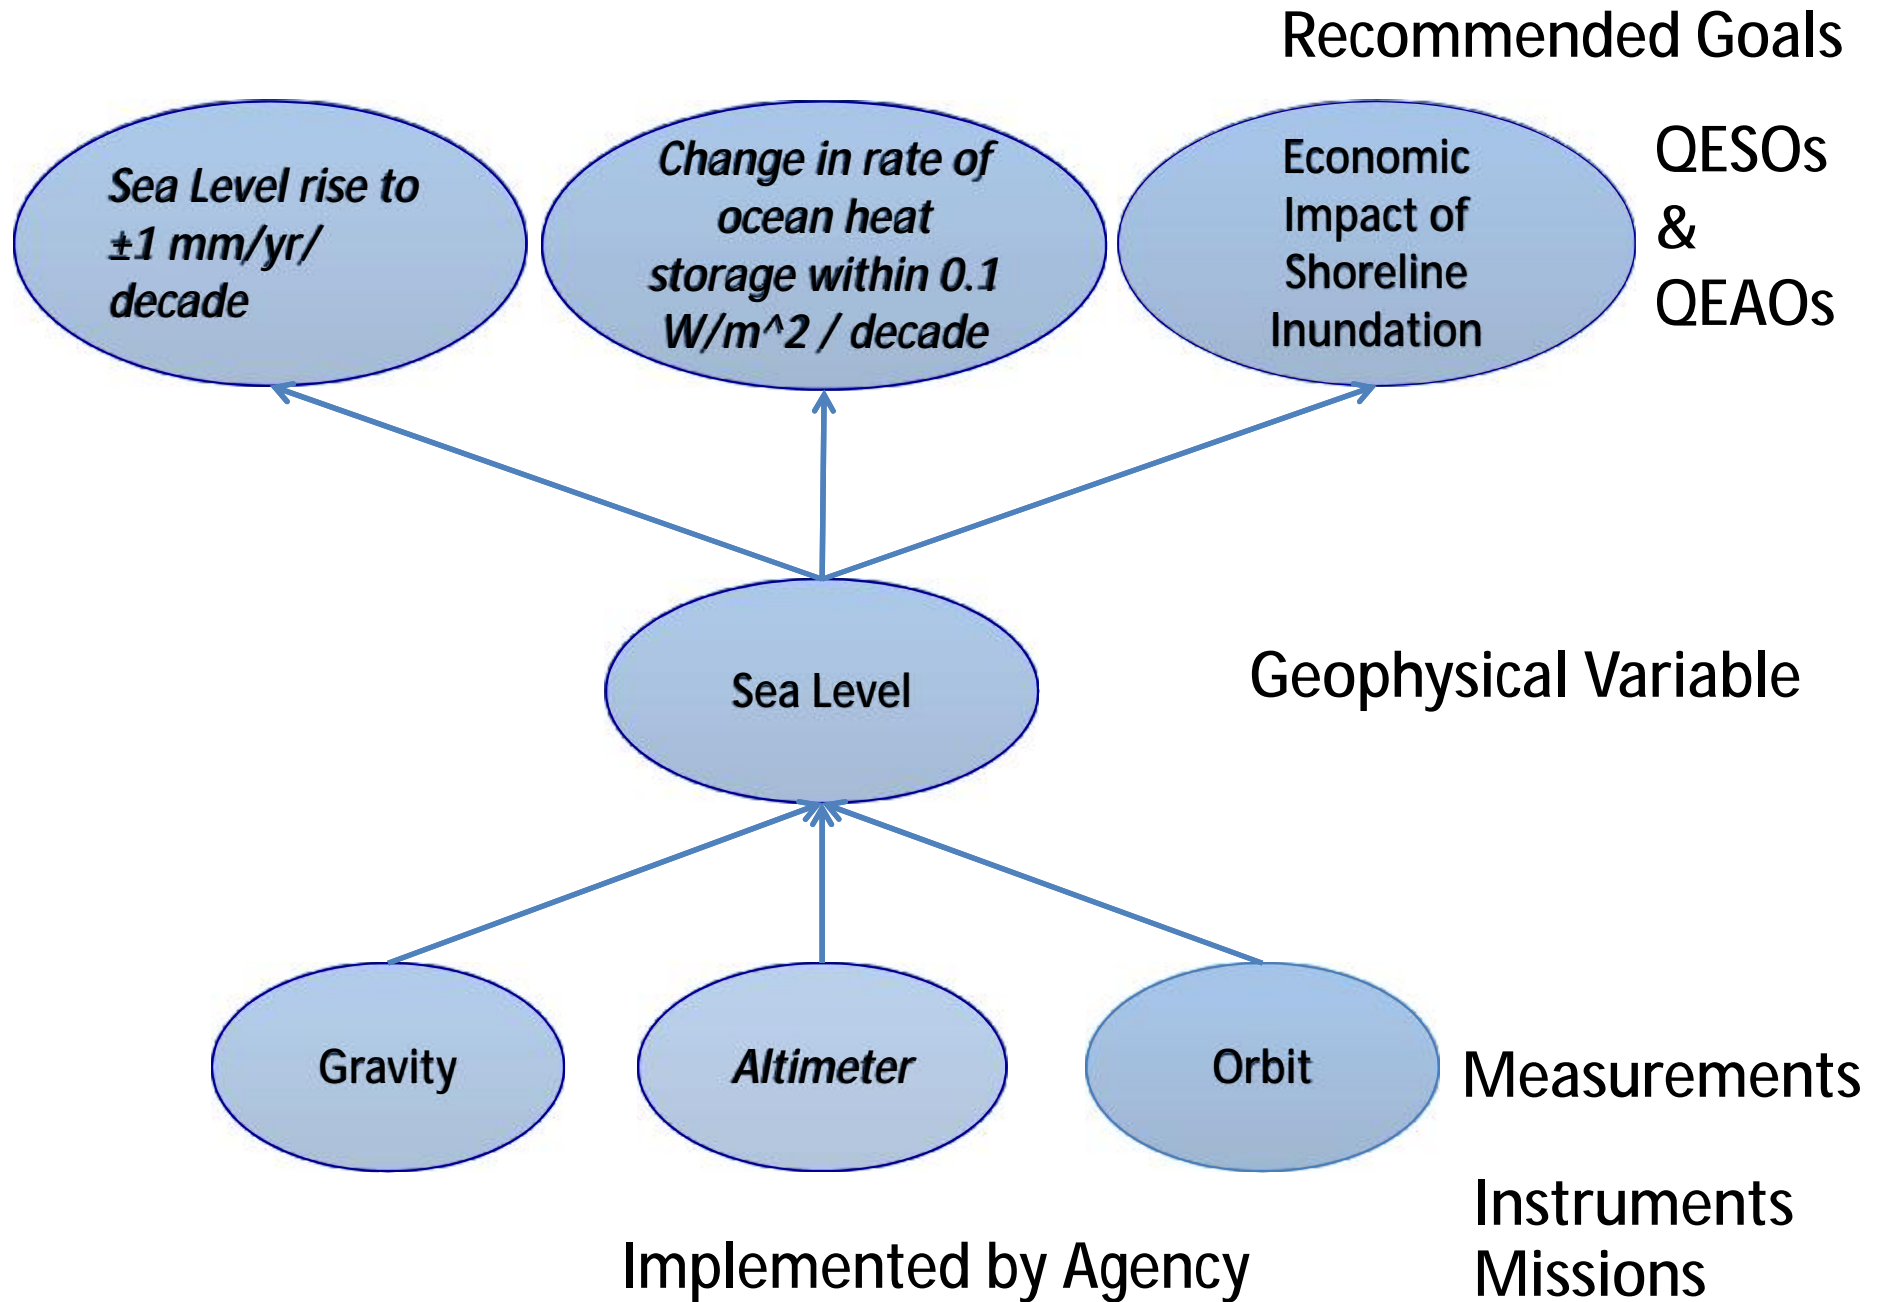 Recommended Goals
Sea Level rise to
±1 mm/yr/
decade
Change in rate of
ocean heat
storage within 0.1
W/m^2 / decade
Economic
Impact of
Shoreline
Inundation
QESOs
&
QEAOs
Sea Level
Geophysical Variable
Gravity
Altimeter
Orbit
Measurements
Instruments
Missions
Implemented by Agency